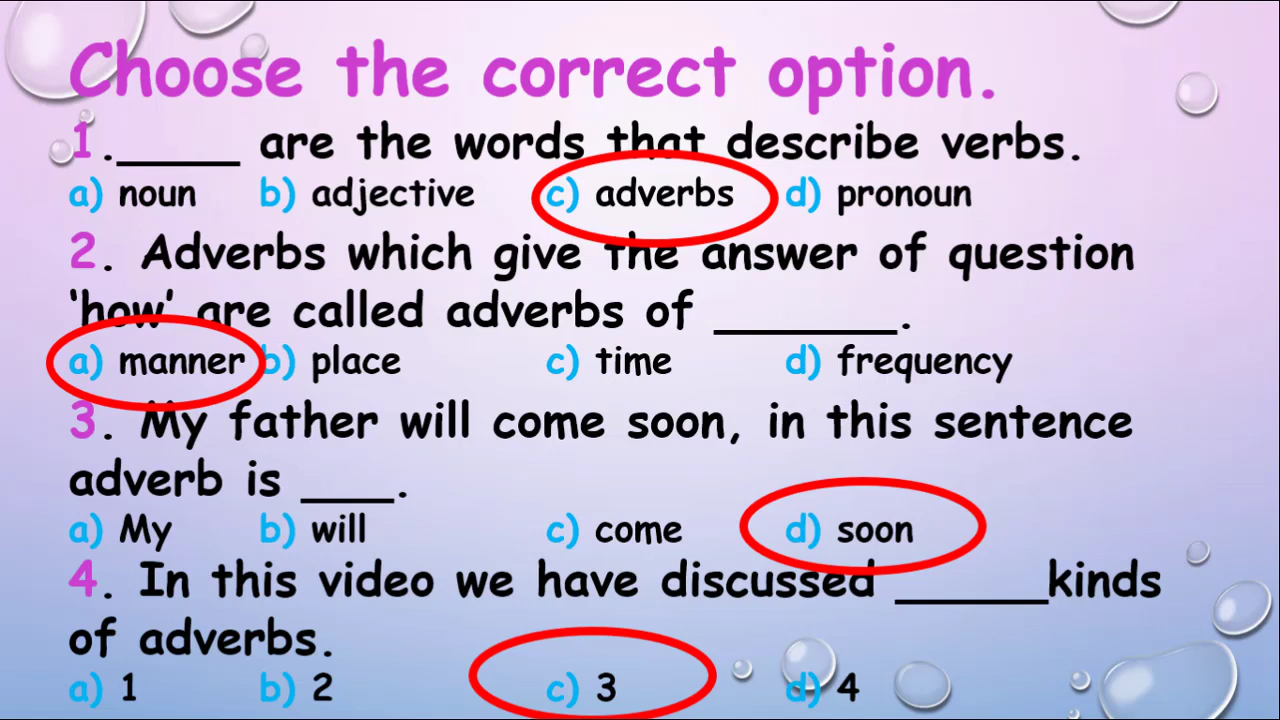 Choose the correct option.
1._____ are the words that describe verbs.
a) noun b) adjective c) adverbs d) pronoun
2. Adverbs which give the answer of question
‘how’ are called adverbs of _______.
a) manner b) place c) time d) frequency
3. My father will come soon, in this sentence
adverb is ____.
a) My b) will c) come d) soon
4. In this video we have discussed ______kinds
of adverbs.
a) 1 b) 2 c) 3 d) 4